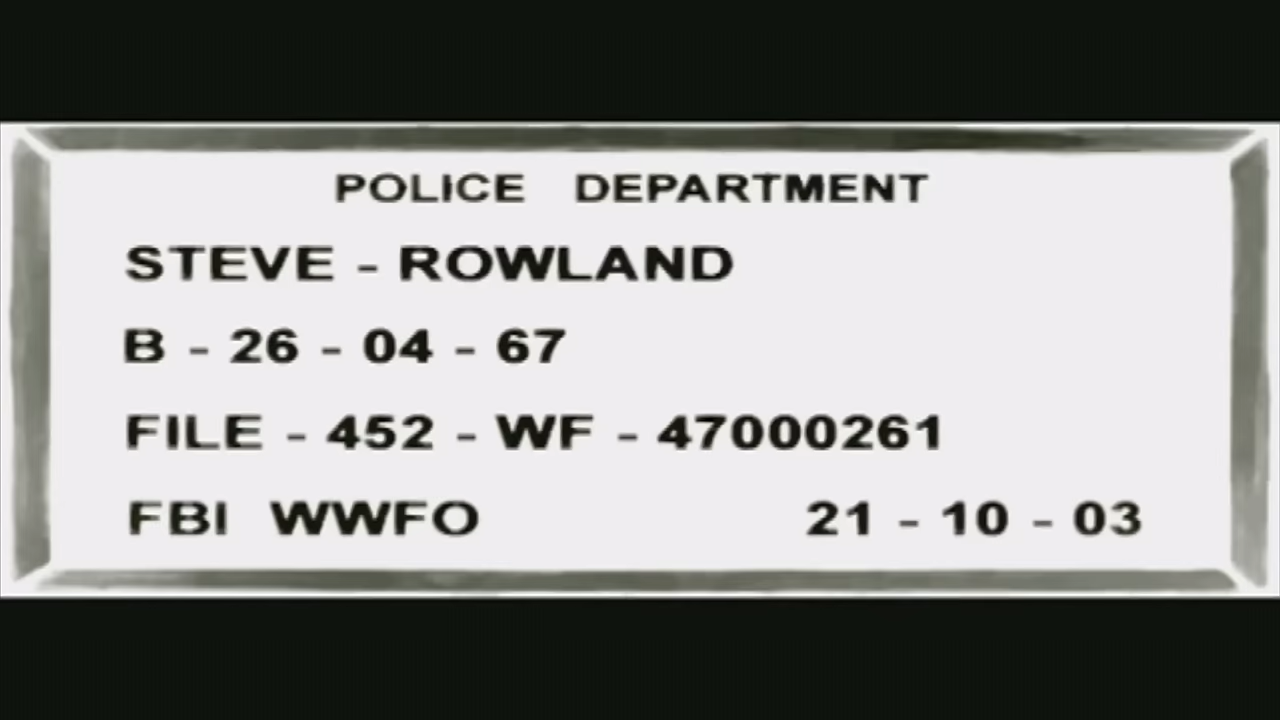 POLICE DEPARTMENT
STEVE - ROWLAND
B - 26 - 04 - 67
FILE - 452 - WF - 47000261
FBI WWFO 21 - 10 - 03